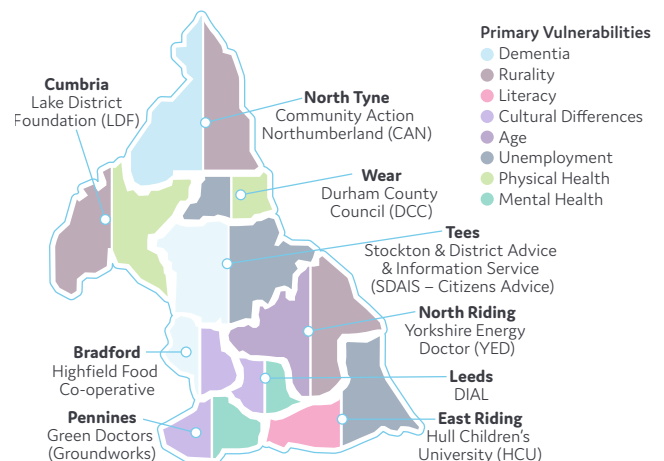 Primary Vulnerabilities
Dementia
Rurality
Literacy
Cultural Differences
Age
Unemployment
Physical Health
Mental Health
Cumbria
Lake District
Foundation (LDF)
North Tyne
Community Action
Northumberland (CAN)
Wear
Durham County
Council (DCC)
Tees
Stockton & District Advice
& Information Service
(SDAIS – Citizens Advice)
North Riding
Yorkshire Energy
Doctor (YED)
Bradford
Highfield Food
Co-operative
Leeds
DIAL
Pennines
Green Doctors
(Groundworks)
East Riding
Hull Children's
University (HCU)